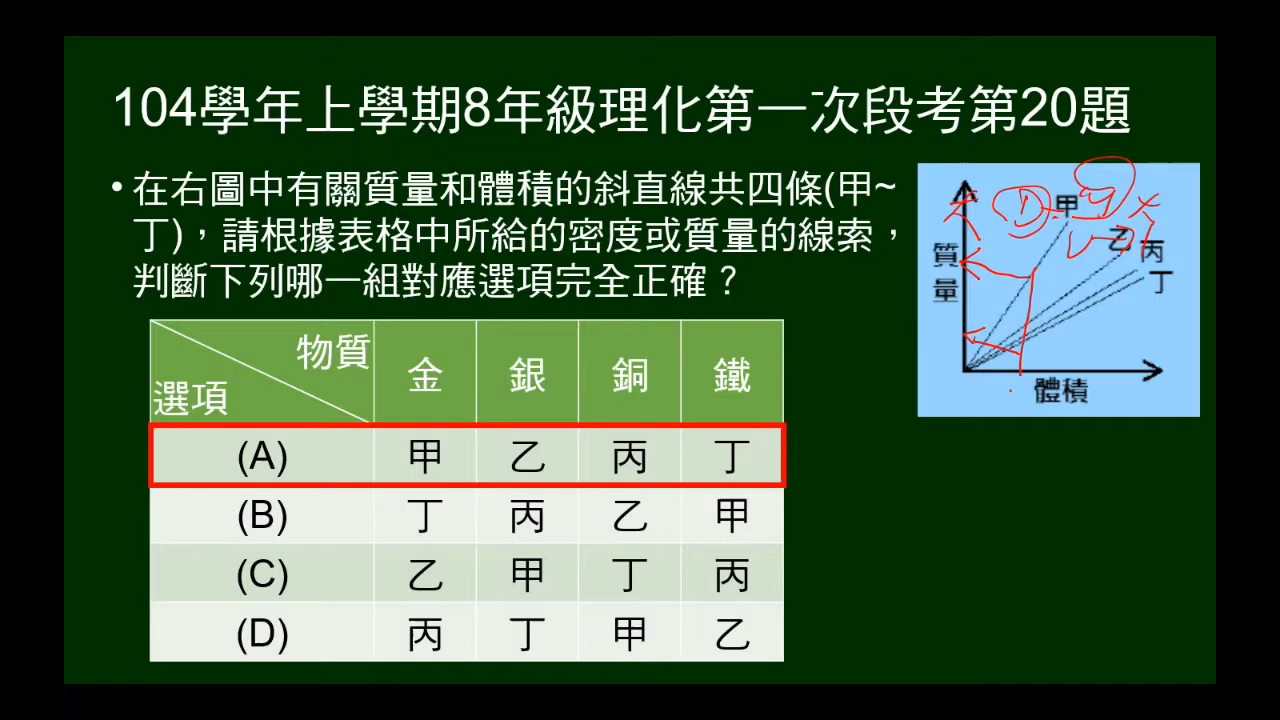 104學年上學期8年級理化第一次段考第20題
•在右圖中有關質量和體積的斜直線共四條(甲~
丁)，請根據表格中所給的密度或質量的線索，
判斷下列哪一組對應選項完全正確？
物質
選項
金 銀 銅 鐵
(A) 甲 乙 丙 丁
(B) 丁 丙 乙 甲
(C) 乙 甲 丁 丙
(D) 丙 丁 甲 乙
甲
乙
丙
丁
質量
體積
D